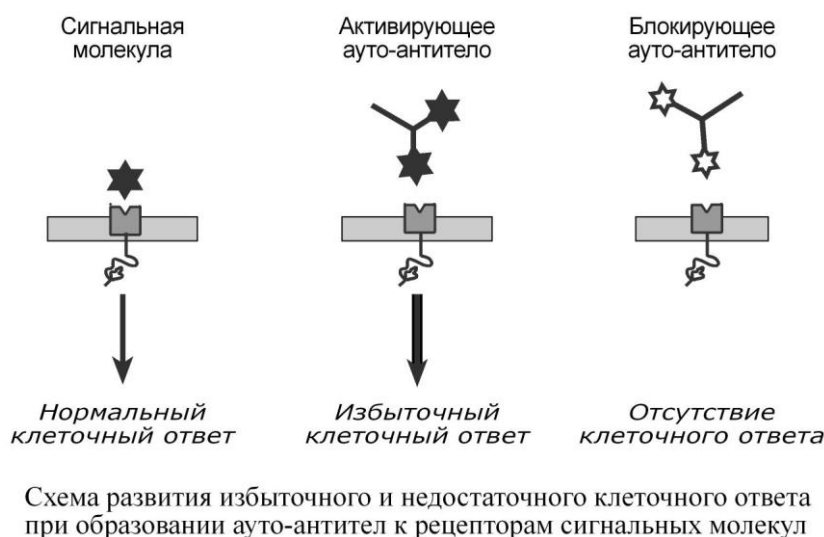 Сигнальная
молекула
Активирующее
ауто-антитело
Блокирующее
ауто-антитело
Нормальный
клеточный ответ
Избыточный
клеточный ответ
Отсутствие
клеточного ответа
Схема развития избыточного и недостаточного клеточного ответа
при образовании ауто-антител к рецепторам сигнальных молекул